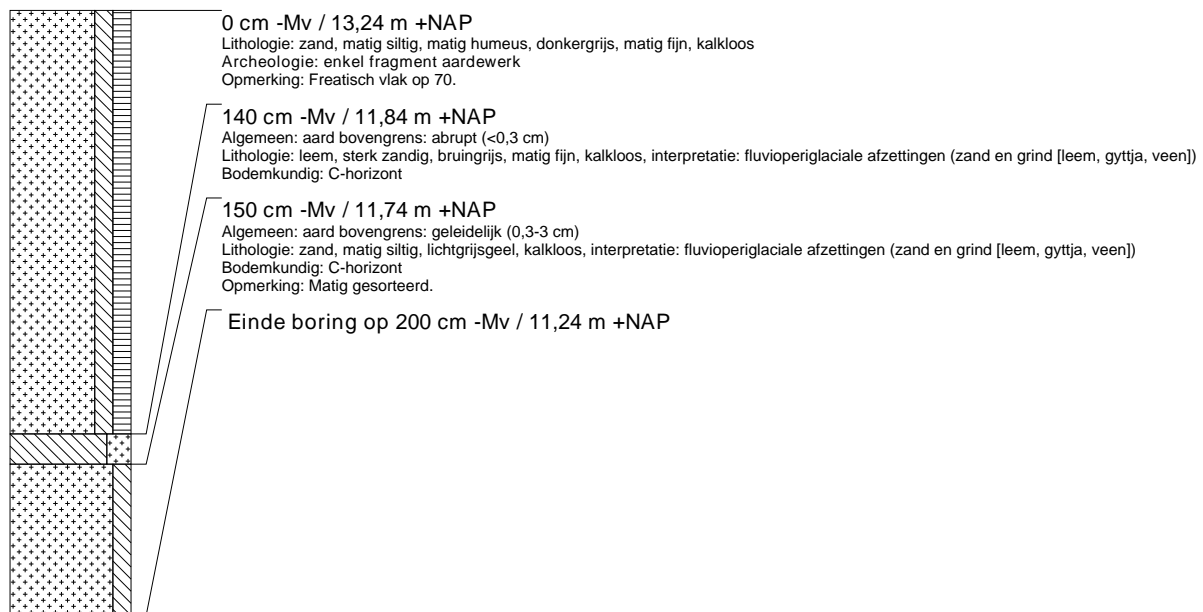 0 cm -Mv / 13,24 m +NAP
Lithologie: zand, matig siltig, matig humeus, donkergrijs, matig fijn, kalkloos
Archeologie: enkel fragment aardewerk
Opmerking: Freatisch vlak op 70.
140 cm -Mv / 11,84 m +NAP
Algemeen: aard bovengrens: abrupt (<0,3 cm)
Lithologie: leem, sterk zandig, bruingrijs, matig fijn, kalkloos, interpretatie: fluvioperiglaciale afzettingen (zand en grind [leem, gyttja, veen])
Bodemkundig: C-horizont
150 cm -Mv / 11,74 m +NAP
Algemeen: aard bovengrens: geleidelijk (0,3-3 cm)
Lithologie: zand, matig siltig, lichtgrijsgeel, kalkloos, interpretatie: fluvioperiglaciale afzettingen (zand en grind [leem, gyttja, veen])
Bodemkundig: C-horizont
Opmerking: Matig gesorteerd.
Einde boring op 200 cm -Mv / 11,24 m +NAP